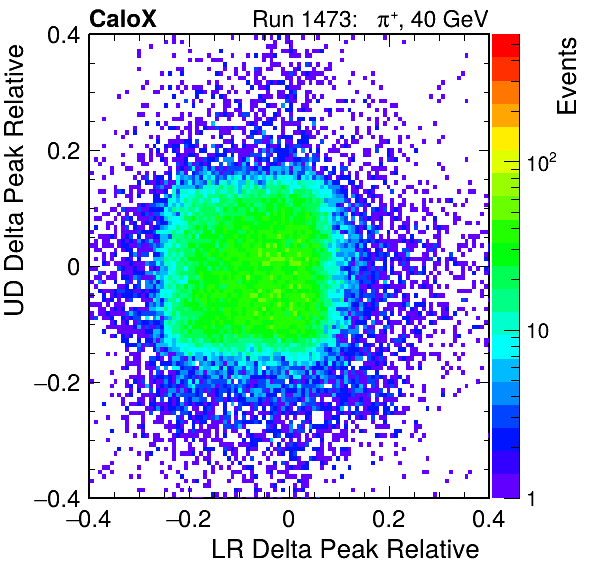 CaloX Run 1473: π⁺, 40 GeV
UD Delta Peak Relative
0.4
0.2
0
−0.2
−0.4
−0.4 −0.2 0 0.2 0.4
LR Delta Peak Relative
Events
10²
10
1